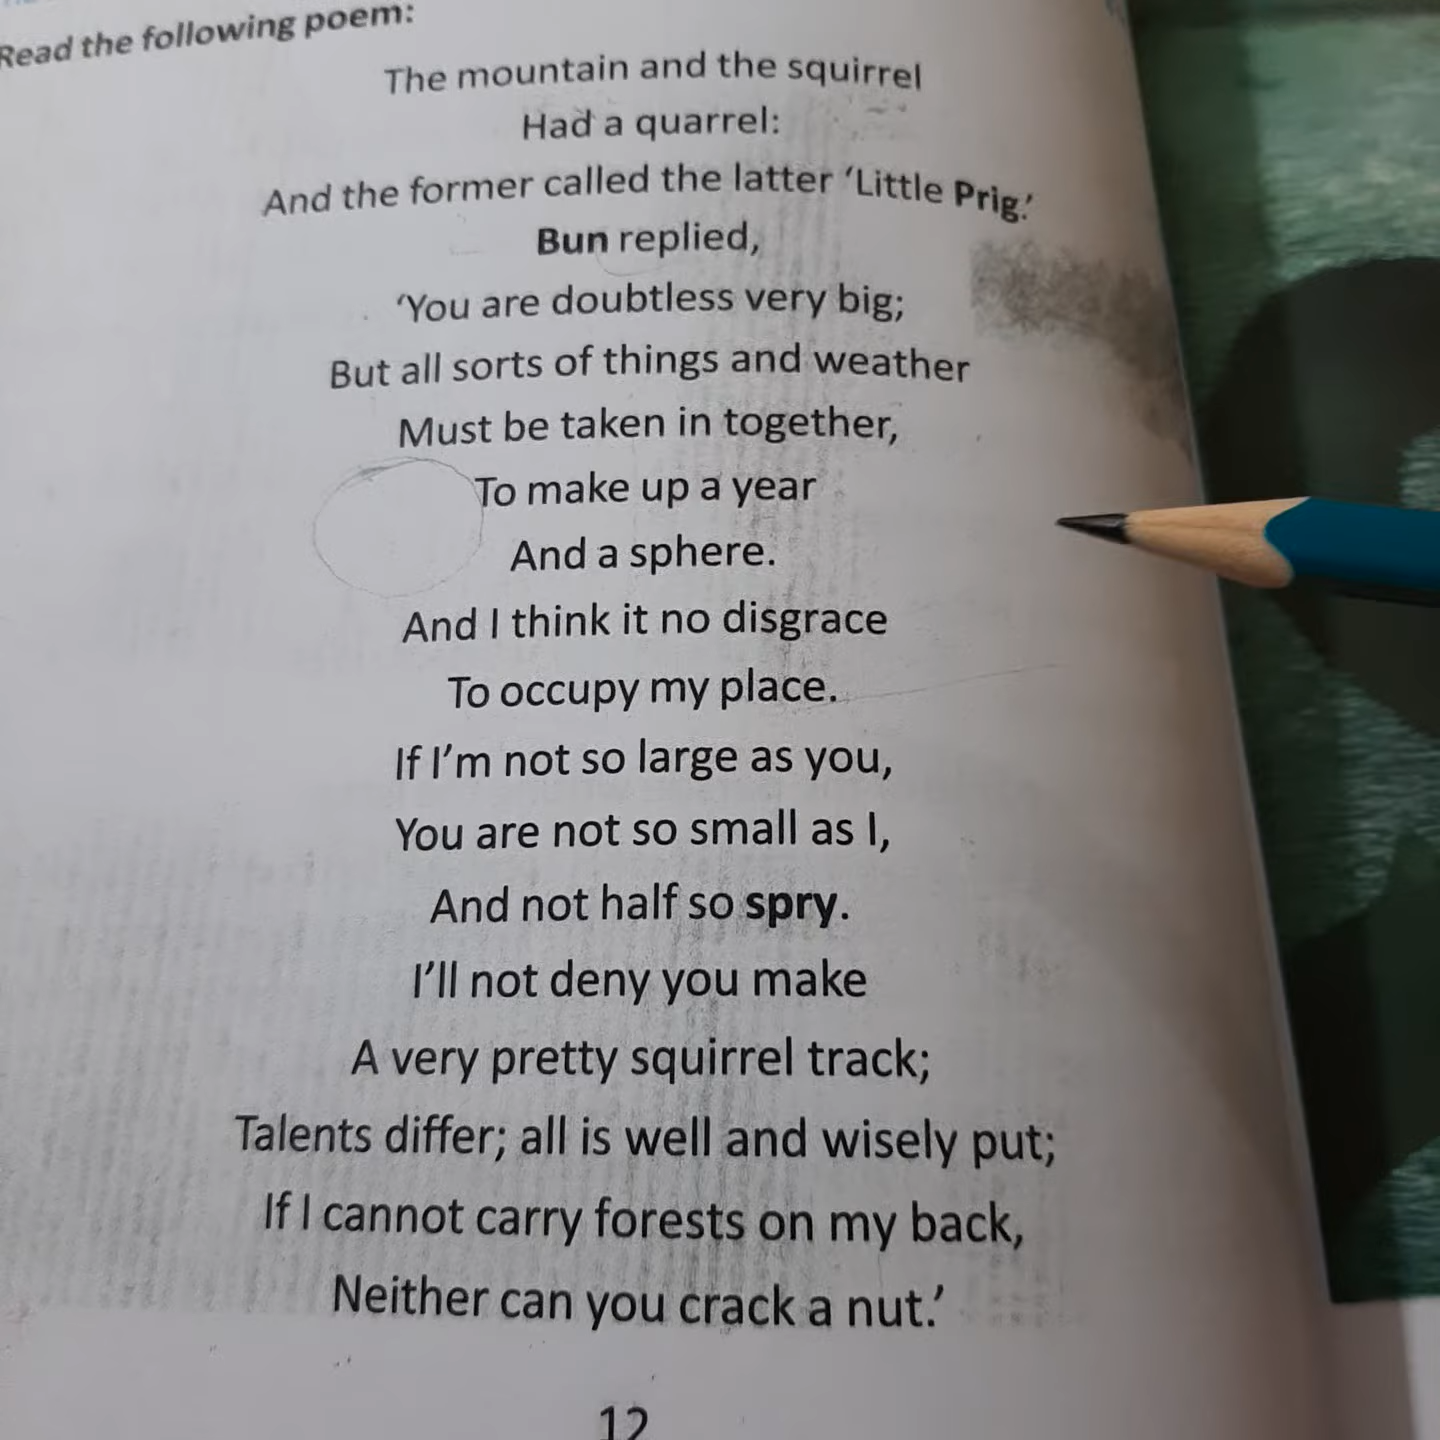 Read the following poem:
The mountain and the squirrel
Had a quarrel:
And the former called the latter ‘Little Prig.’
Bun replied,
‘You are doubtless very big;
But all sorts of things and weather
Must be taken in together,
To make up a year
And a sphere.
And I think it no disgrace
To occupy my place.
If I’m not so large as you,
You are not so small as I,
And not half so spry.
I’ll not deny you make
A very pretty squirrel track;
Talents differ; all is well and wisely put;
If I cannot carry forests on my back,
Neither can you crack a nut.’
12